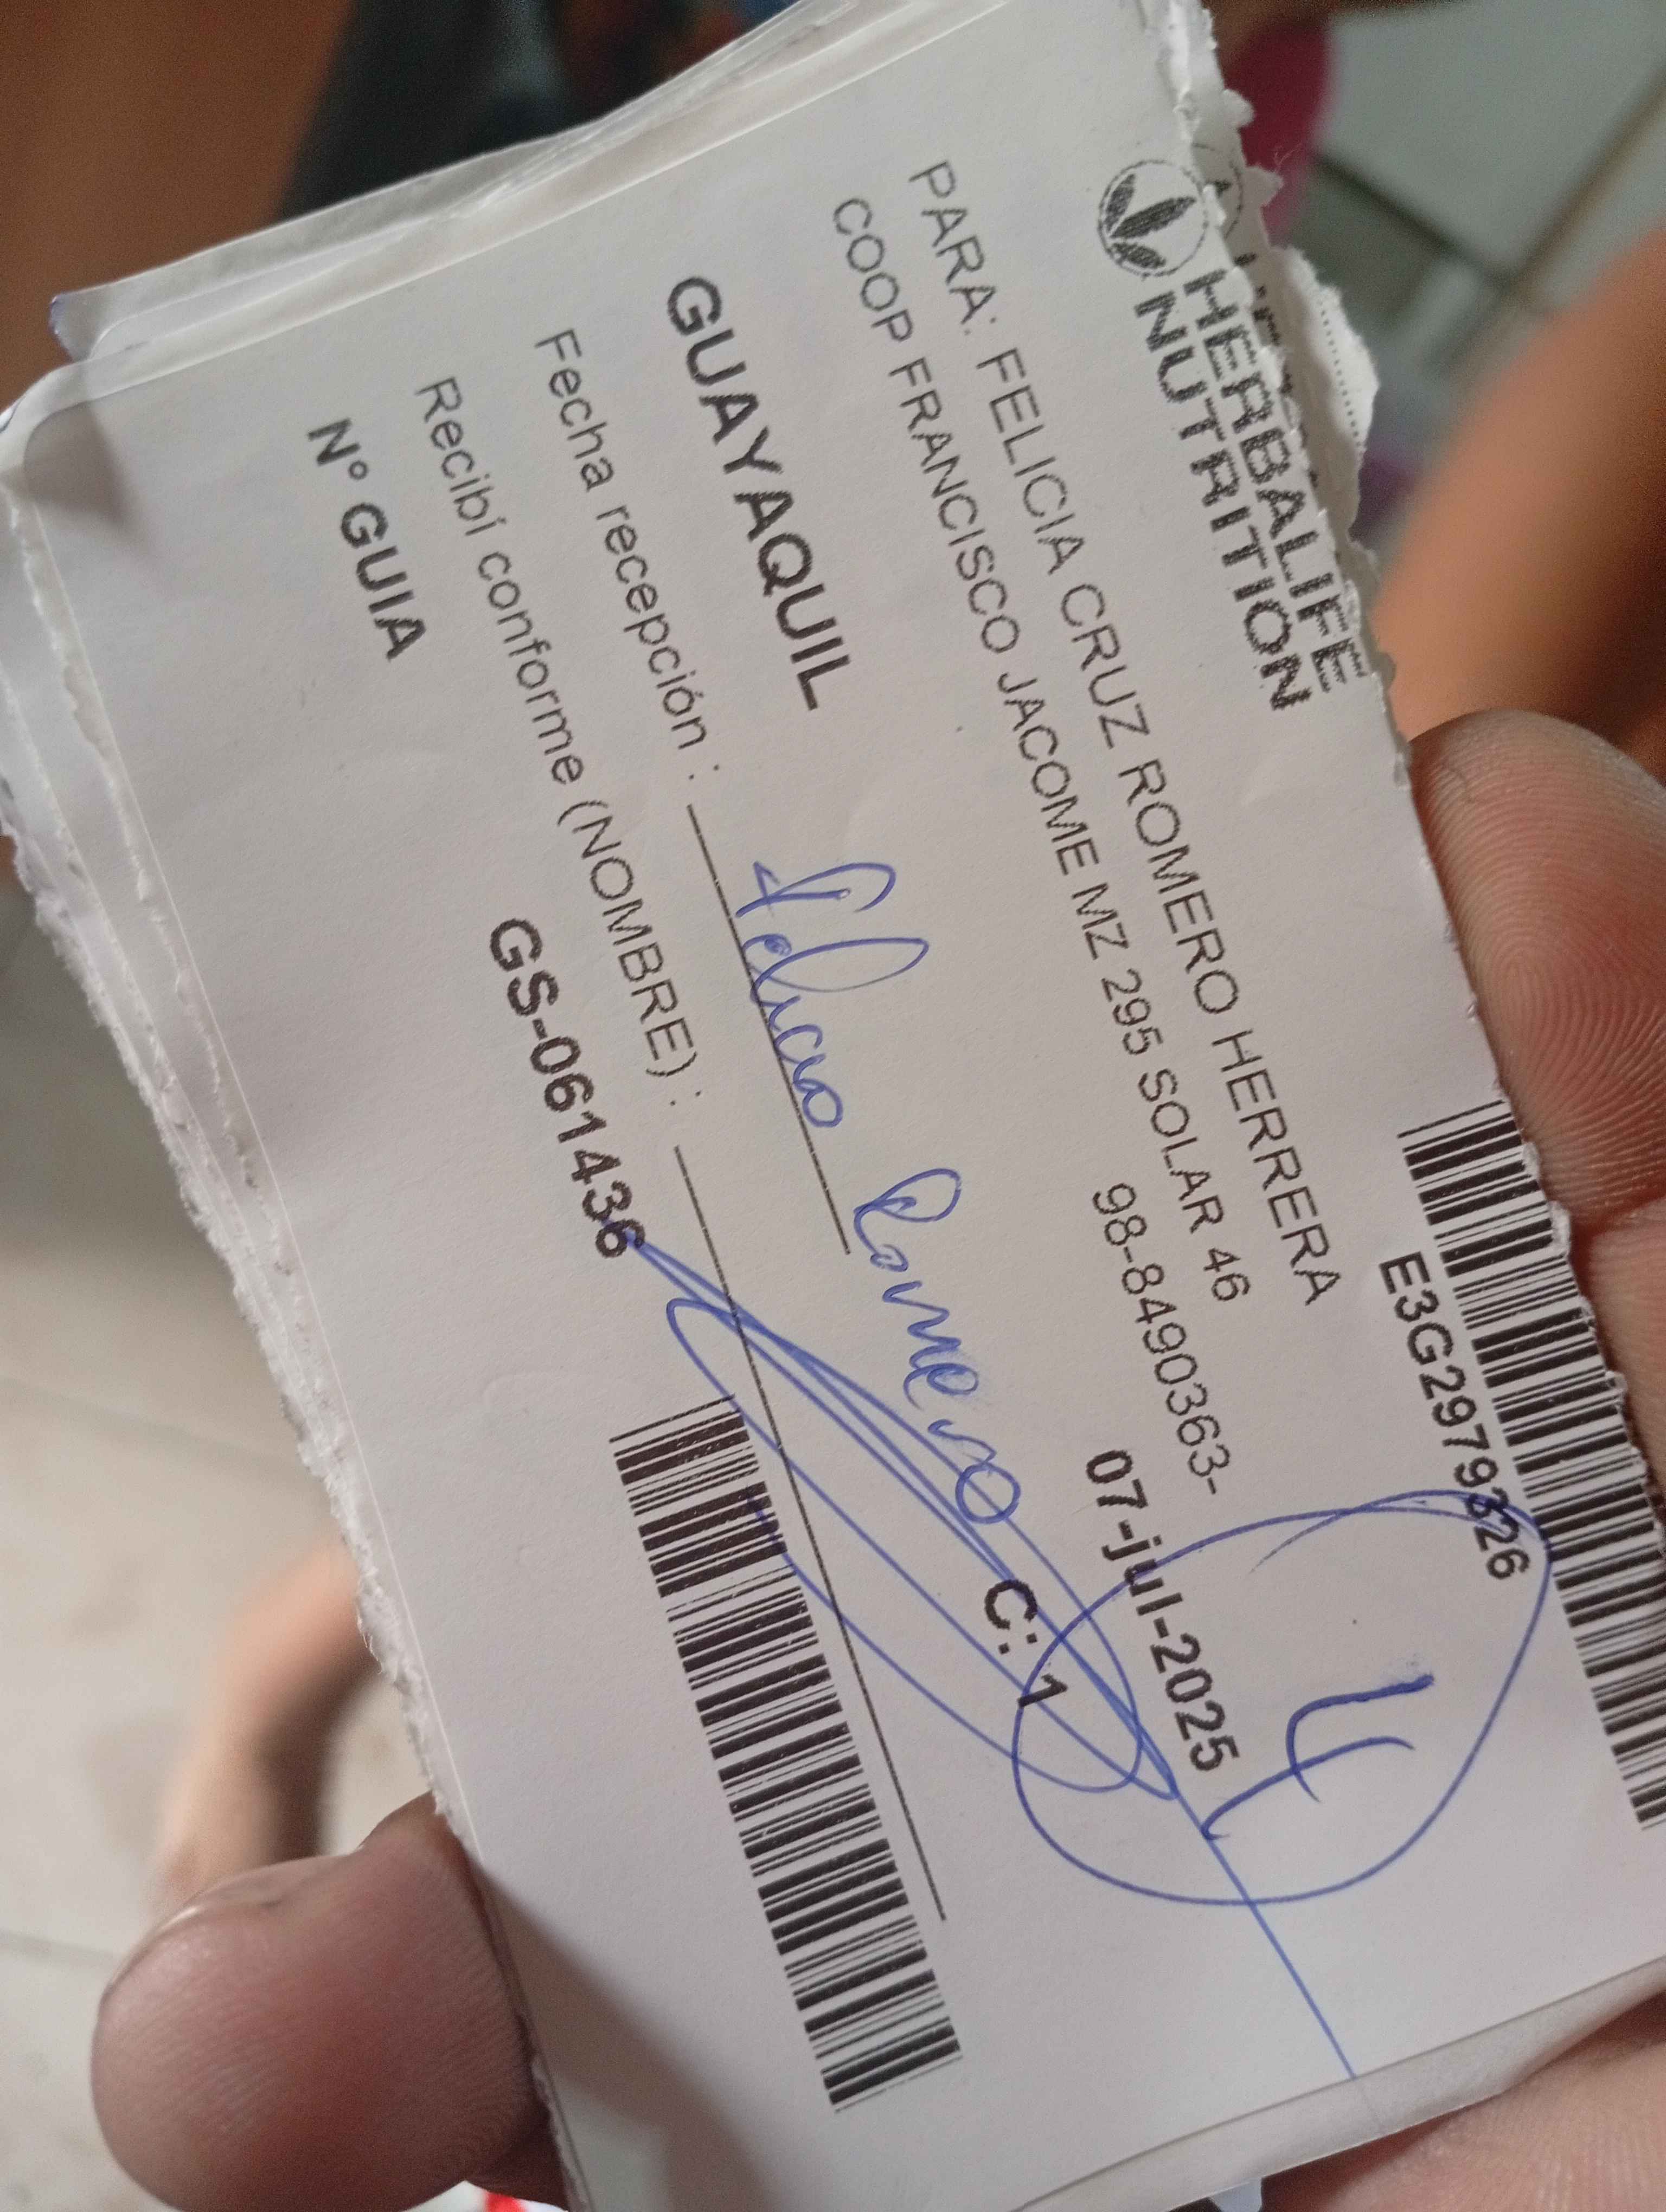 HERBALIFE
NUTRITION
E3G2979326
PARA: FELICIA CRUZ ROMERO HERRERA
COOP FRANCISCO JACOME MZ 295 SOLAR 46
98-8490363-
07-jul-2025
GUAYAQUIL
C: 1
Fecha recepción : Felicia Romero
Recibí conforme (NOMBRE) :
Nº GUIA GS-061436